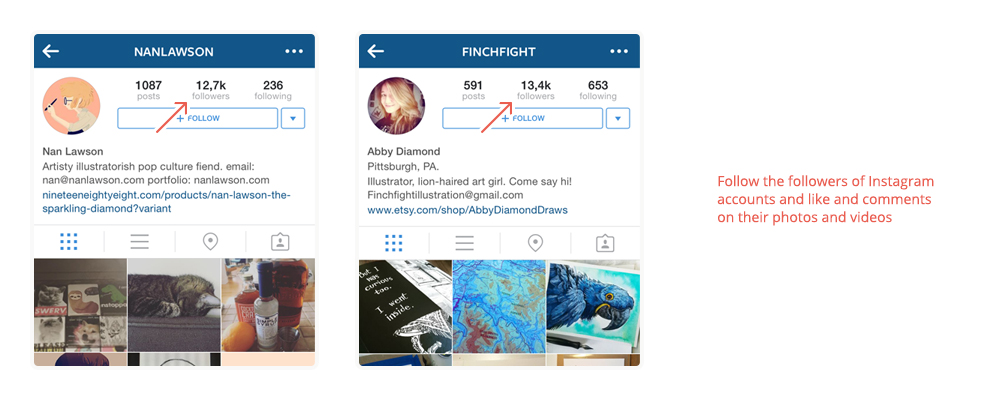 NANLAWSON
1087 12,7k 236
posts followers following
+ FOLLOW
Nan Lawson
Artisty illustratorish pop culture fiend. email:
nan@nanlawson.com portfolio: nanlawson.com
nineteeneightyeight.com/products/nan-lawson-the-
sparkling-diamond?variant
FINCHFIGHT
591 13,4k 653
posts followers following
+ FOLLOW
Abby Diamond
Pittsburgh, PA.
Illustrator, lion-haired art girl. Come say hi!
Finchfightillustration@gmail.com
www.etsy.com/shop/AbbyDiamondDraws
But I
was
curious
too.
I went
inside.
Follow the followers of Instagram
accounts and like and comments
on their photos and videos